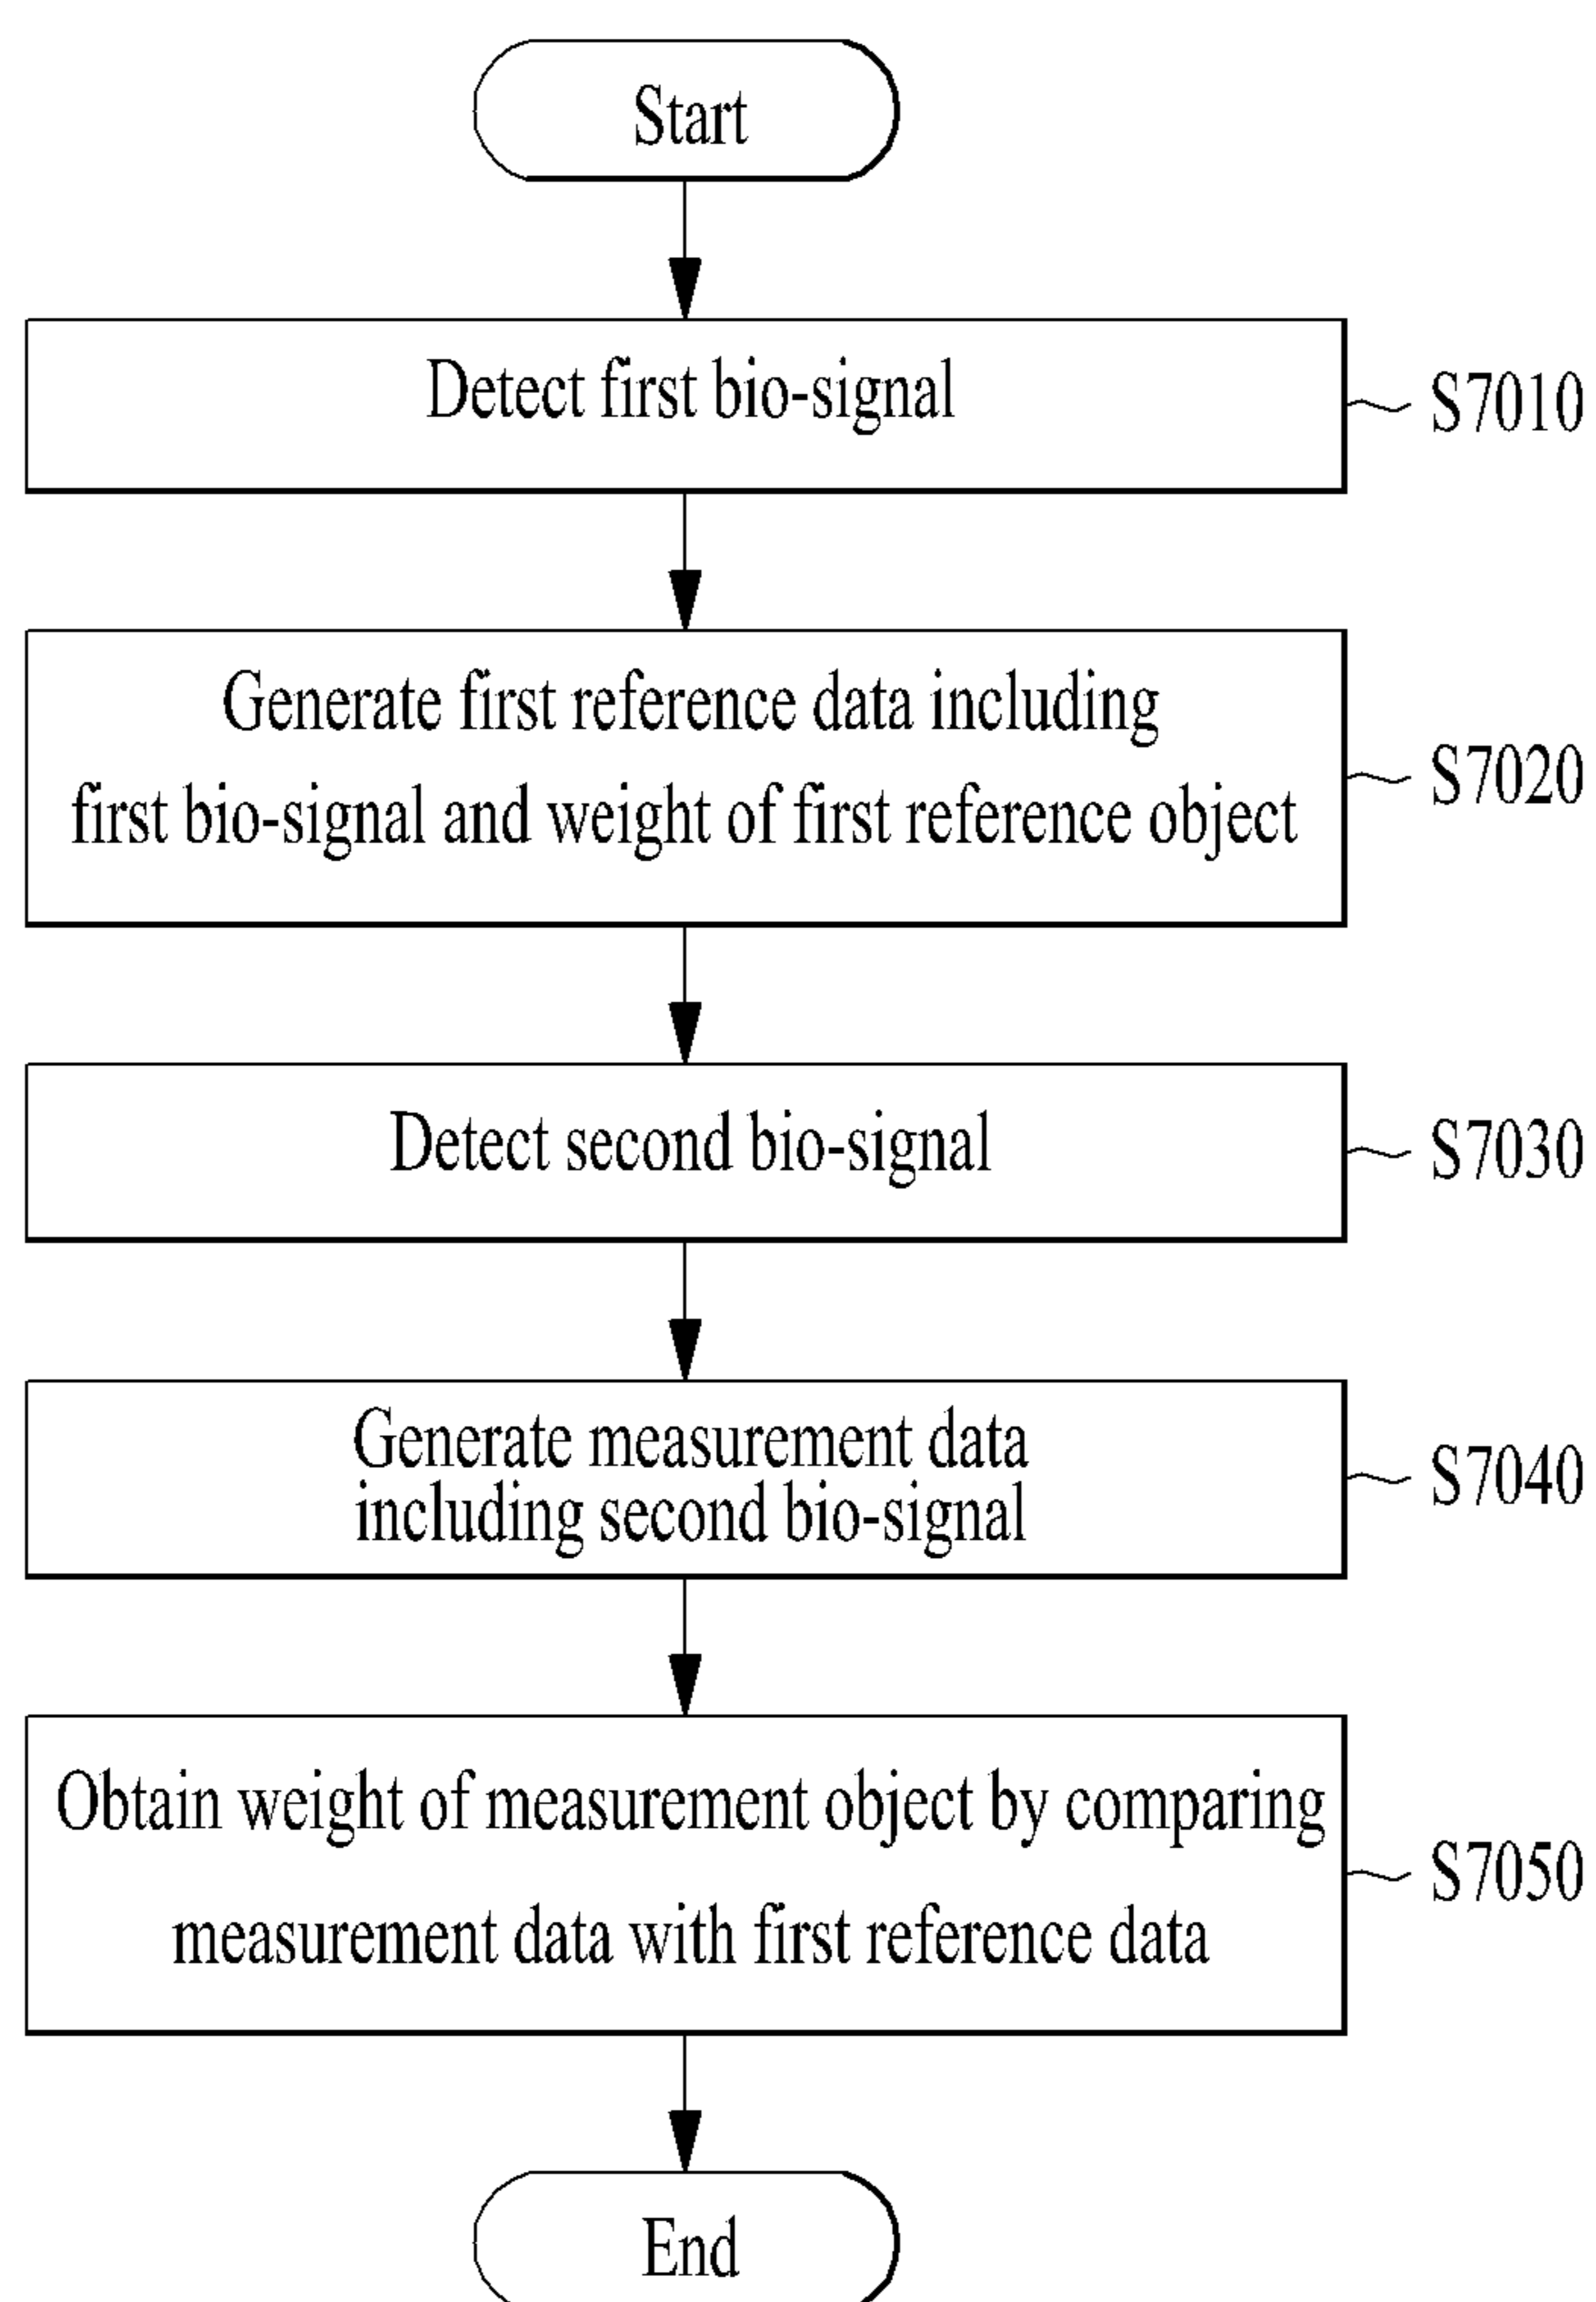 Start
Detect first bio-signal
S7010
Generate first reference data including
first bio-signal and weight of first reference object
S7020
Detect second bio-signal
S7030
Generate measurement data
including second bio-signal
S7040
Obtain weight of measurement object by comparing
measurement data with first reference data
S7050
End